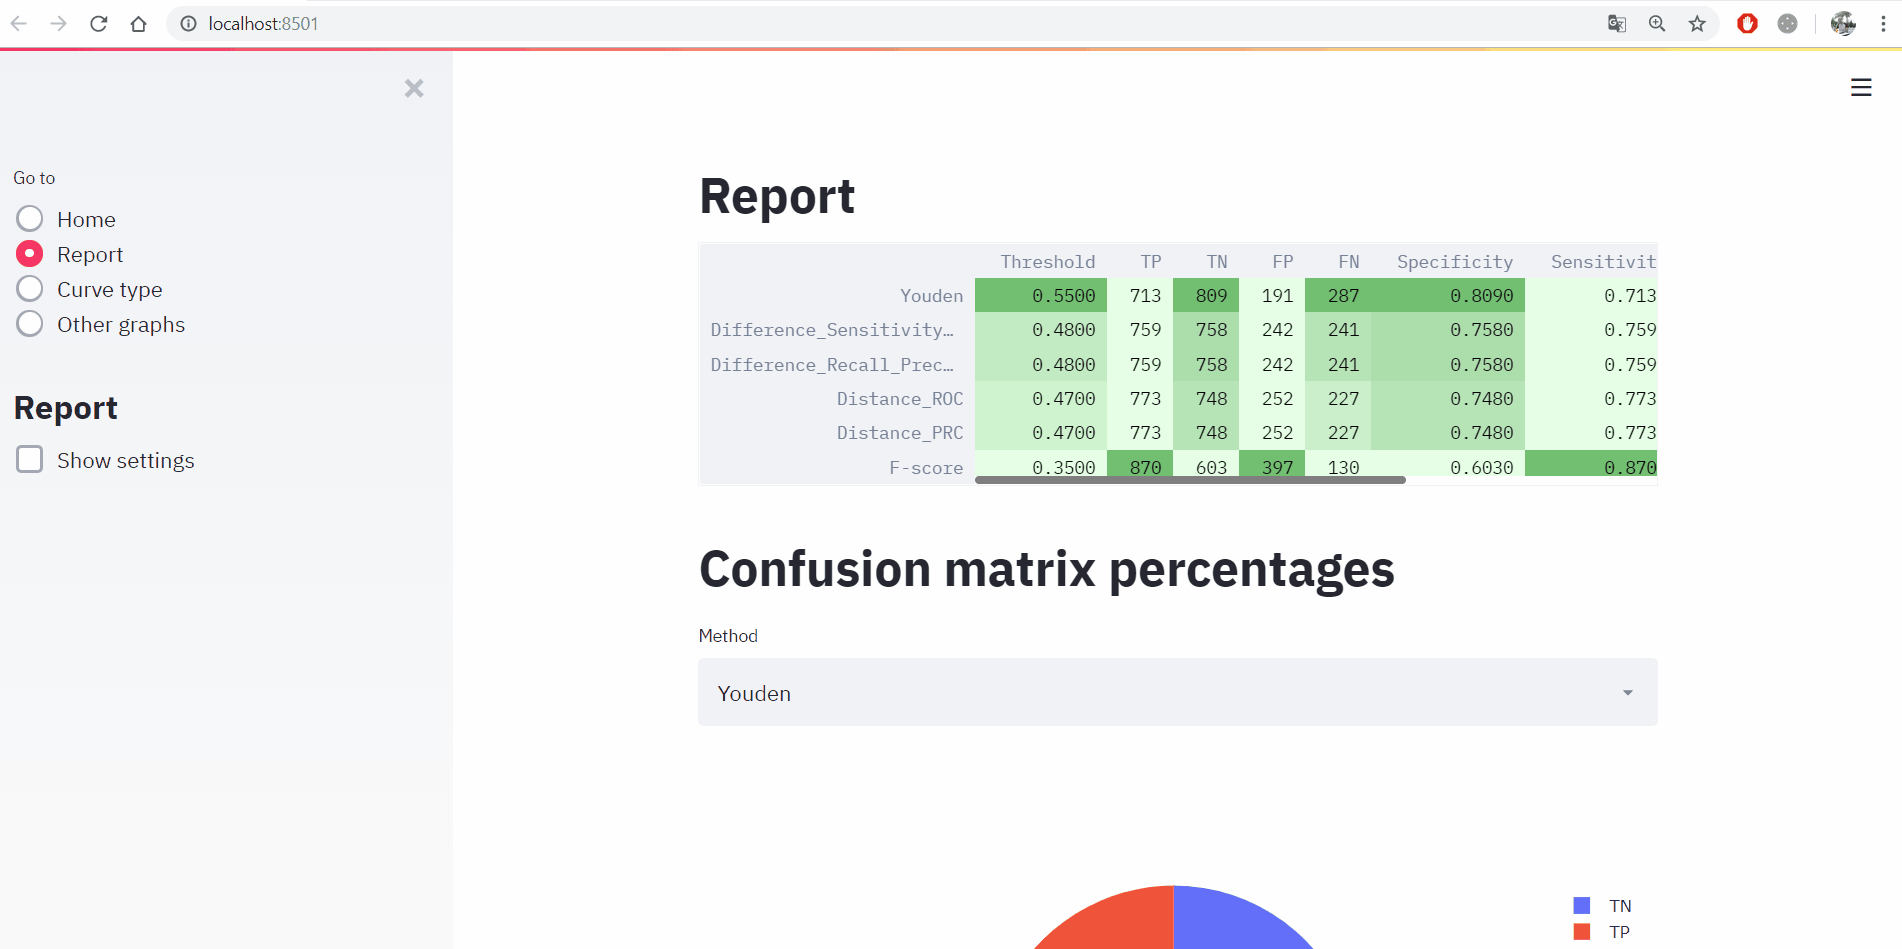 localhost:8501
Go to
Home
Report
Curve type
Other graphs
Report
Show settings
Report
Threshold TP TN FP FN Specificity Sensitivit
Youden 0.5500 713 809 191 287 0.8090 0.713
Difference_Sensitivity… 0.4800 759 758 242 241 0.7580 0.759
Difference_Recall_Prec… 0.4800 759 758 242 241 0.7580 0.759
Distance_ROC 0.4700 773 748 252 227 0.7480 0.773
Distance_PRC 0.4700 773 748 252 227 0.7480 0.773
F-score 0.3500 870 603 397 130 0.6030 0.870
Confusion matrix percentages
Method
Youden
TN
TP